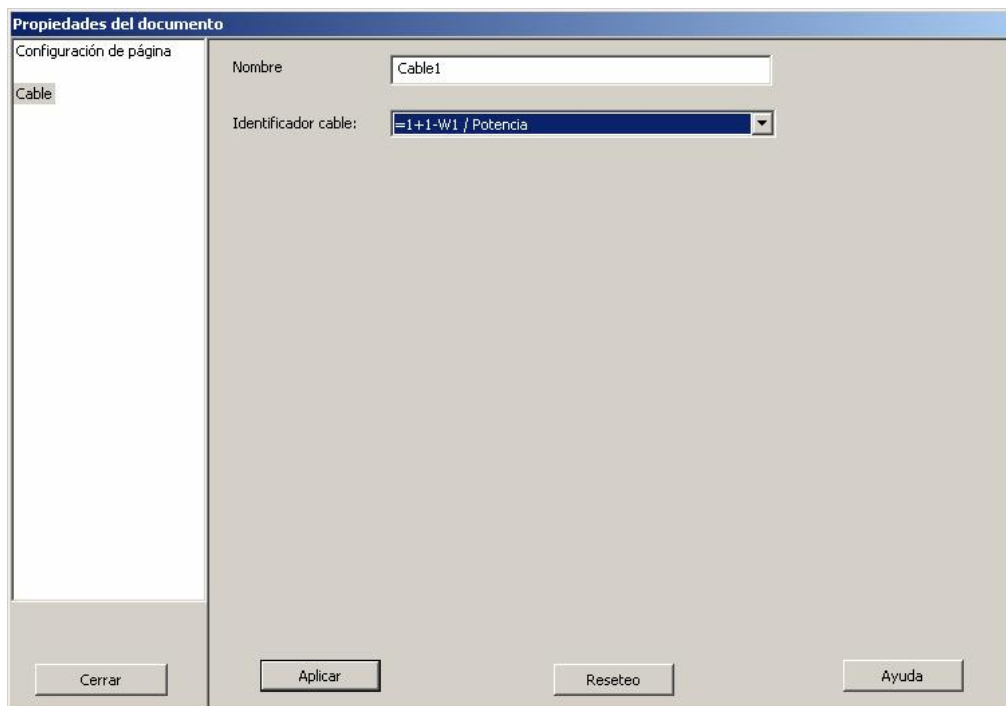 Propiedades del documento
Configuración de página
Cable
Nombre
Cable1
Identificador cable:
=1+1-W1 / Potencia
Cerrar
Aplicar
Reseteo
Ayuda